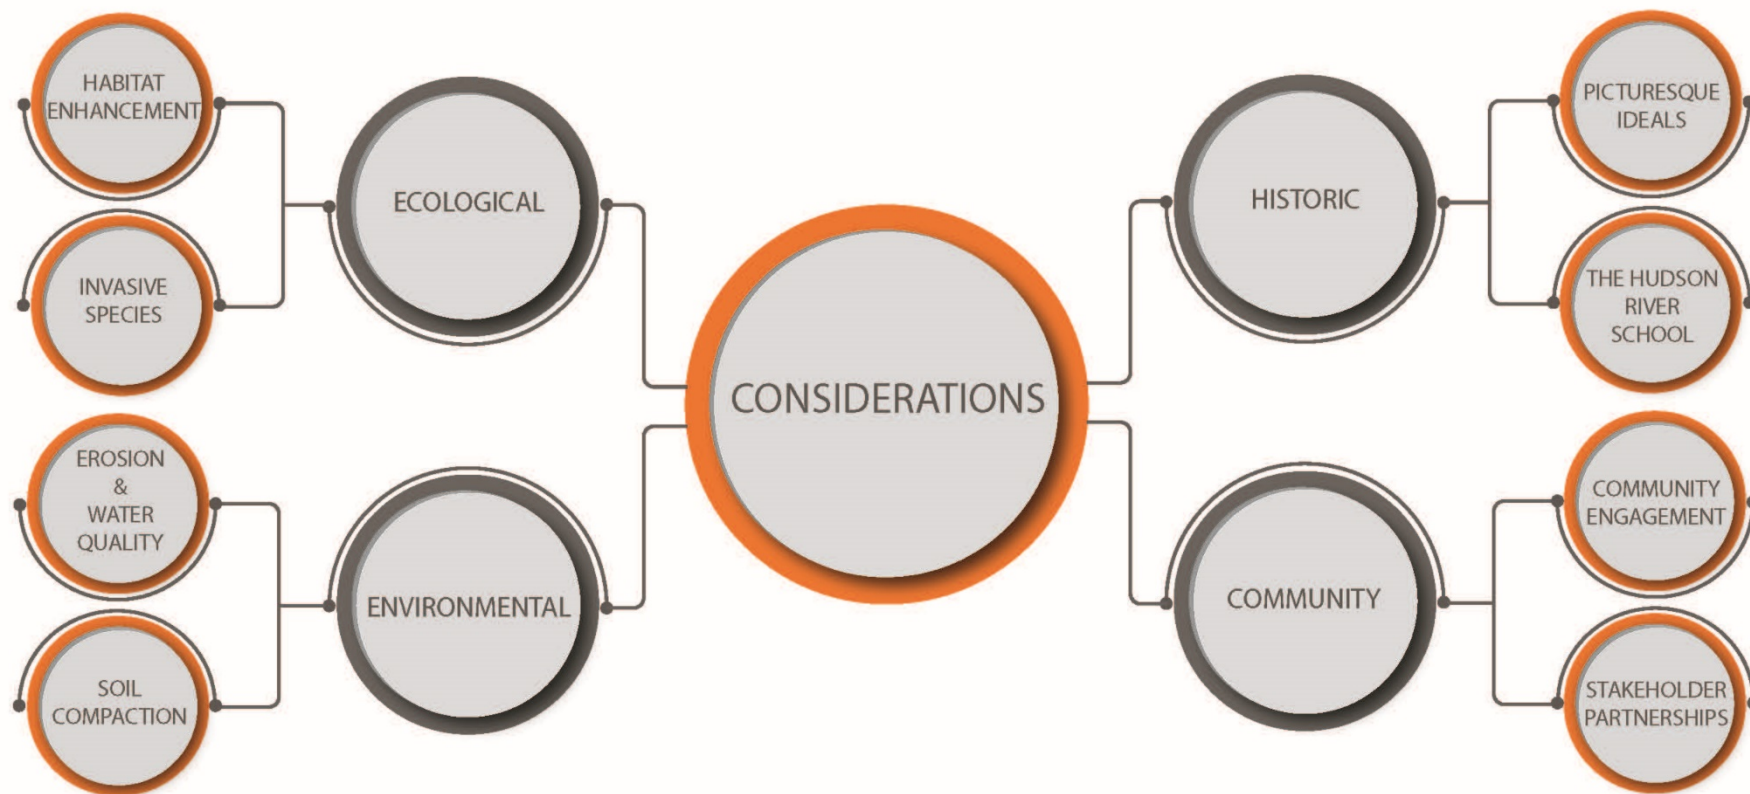 HABITAT
ENHANCEMENT
INVASIVE
SPECIES
ECOLOGICAL
EROSION
&
WATER
QUALITY
SOIL
COMPACTION
ENVIRONMENTAL
CONSIDERATIONS
HISTORIC
PICTURESQUE
IDEALS
THE HUDSON
RIVER
SCHOOL
COMMUNITY
COMMUNITY
ENGAGEMENT
STAKEHOLDER
PARTNERSHIPS